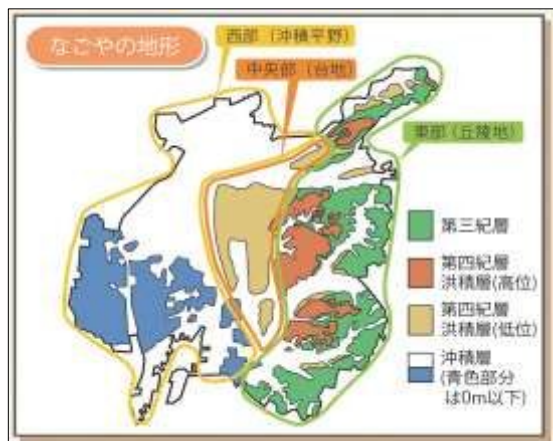 なごやの地形
西部（沖積平野）
中央部（台地）
東部（丘陵地）
第三紀層
第四紀層
洪積層(高位)
第四紀層
洪積層(低位)
沖積層
(青色部分
は0m以下)